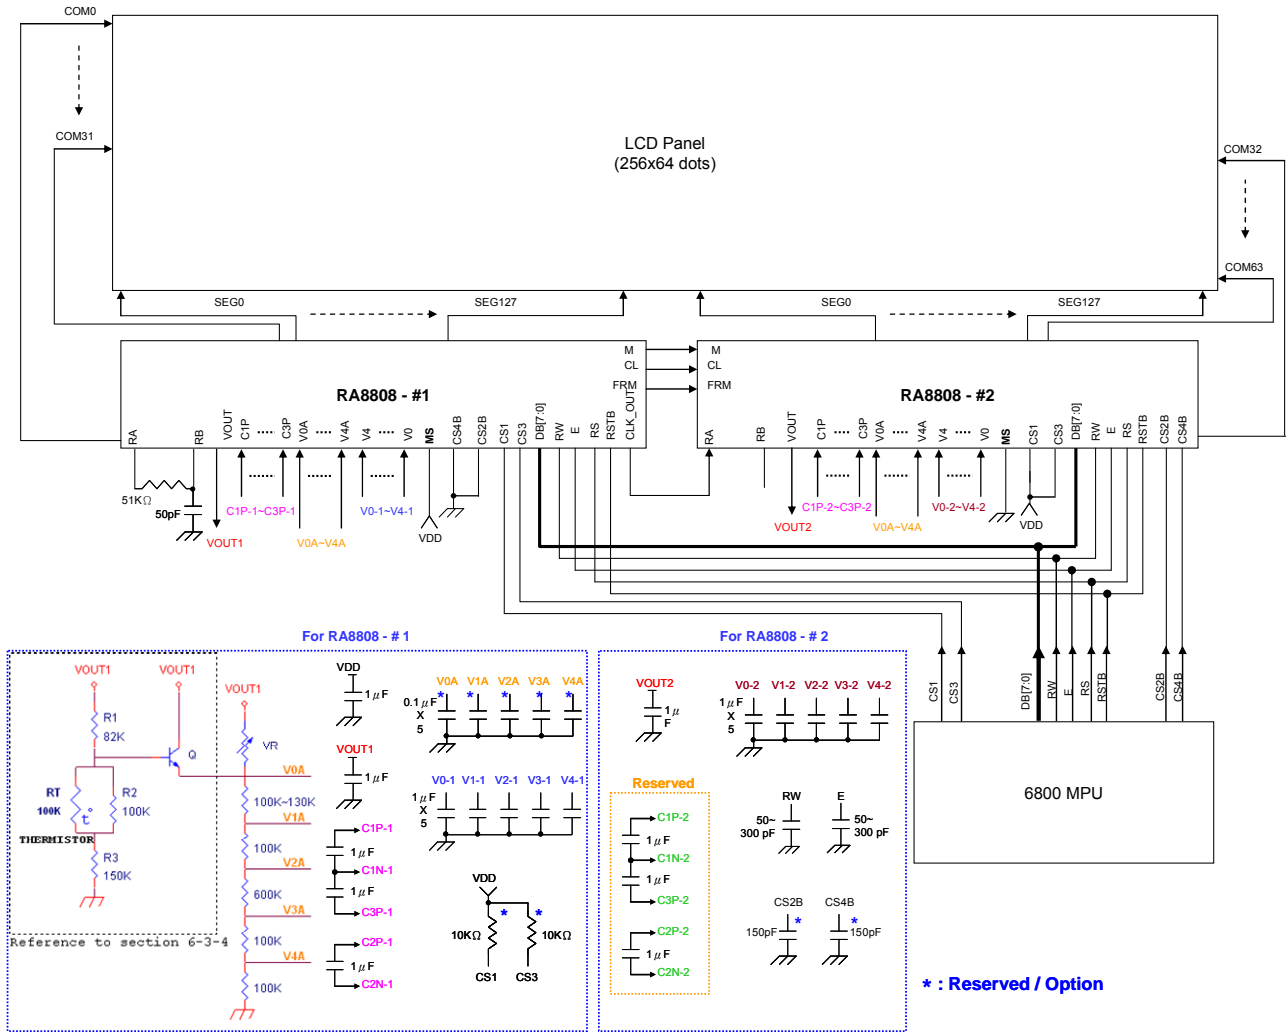 COM0
COM31
LCD Panel
(256x64 dots)
COM32
COM63
SEG0
SEG127
SEG0
SEG127
RA8808 - #1
M
CL
FRM
RA
RB
VOUT
C1P
.....
C3P
V0A
.....
V4A
V4
.....
V0
MS
CS4B
CS2B
CS1
CS3
DB[7:0]
RW
E
RS
RSTB
CLK_OUT
M
CL
FRM
RA8808 - #2
RA
RB
VOUT
C1P
....
C3P
V0A
.....
V4A
V4
.....
V0
MS
CS1
CS3
DB[7:0]
RW
E
RS
RSTB
CS2B
CS4B
51KΩ
50pF
VOUT1
C1P-1~C3P-1
V0A~V4A
V0-1~V4-1
VDD
VOUT2
C1P-2~C3P-2
V0A~V4A
V0-2~V4-2
VDD
CS1
CS3
DB[7:0]
RW
E
RS
RSTB
CS2B
CS4B
6800 MPU
For RA8808 - # 1
VOUT1
VOUT1
R1
82K
Q
RT
100K
t°
THERMISTOR
R2
100K
R3
150K
Reference to section 6-3-4
VOUT1
VR
V0A
100K~130K
V1A
100K
V2A
600K
V3A
100K
V4A
100K
VDD
1μF
VOUT1
1μF
C1P-1
1μF
C1N-1
1μF
C3P-1
C2P-1
1μF
C2N-1
V0A V1A V2A V3A V4A
* * * * *
0.1μF
X
5
V0-1 V1-1 V2-1 V3-1 V4-1
1μF
X
5
VDD
* *
10KΩ 10KΩ
CS1 CS3
For RA8808 - # 2
VOUT2
1μ
F
V0-2 V1-2 V2-2 V3-2 V4-2
1μF
X
5
Reserved
C1P-2
1μF
C1N-2
1μF
C3P-2
C2P-2
1μF
C2N-2
RW E
50~
300 pF
50~
300 pF
CS2B CS4B
* *
150pF 150pF
* : Reserved / Option